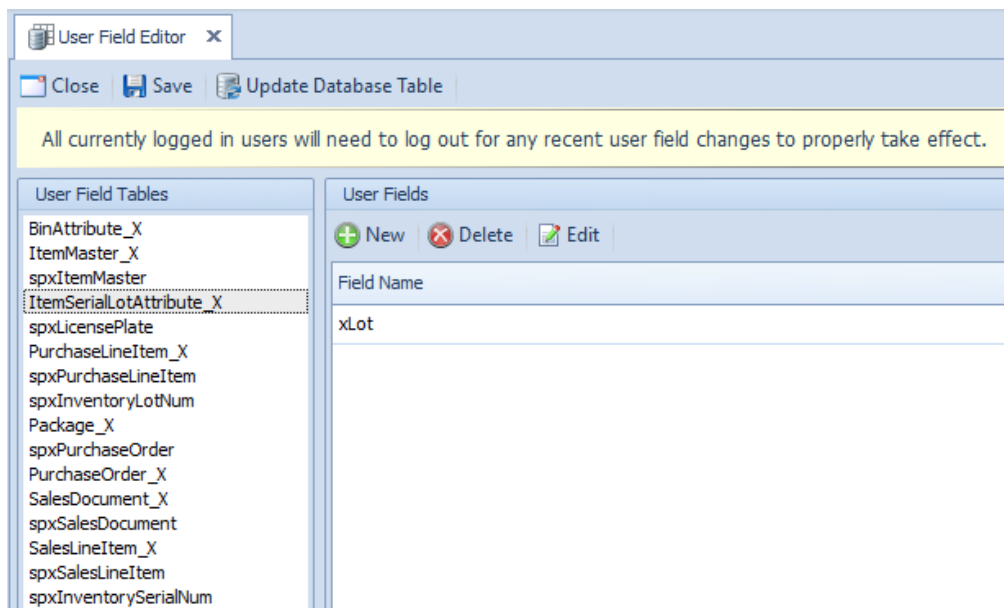 User Field Editor X
Close Save Update Database Table
All currently logged in users will need to log out for any recent user field changes to properly take effect.
User Field Tables
BinAttribute_X
ItemMaster_X
spxItemMaster
ItemSerialLotAttribute_X
spxLicensePlate
PurchaseLineItem_X
spxPurchaseLineItem
spxInventoryLotNum
Package_X
spxPurchaseOrder
PurchaseOrder_X
SalesDocument_X
spxSalesDocument
SalesLineItem_X
spxSalesLineItem
spxInventorySerialNum
User Fields
New Delete Edit
Field Name
xLot